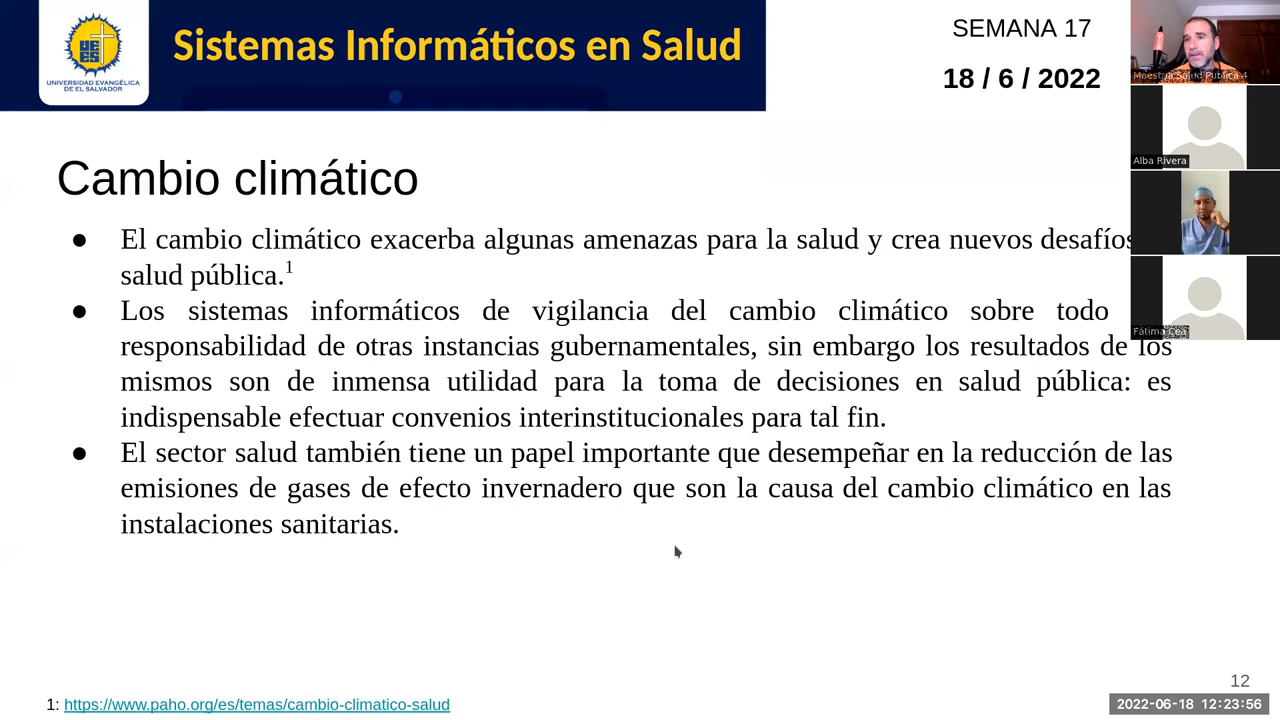 UNIVERSIDAD EVANGÉLICA
DE EL SALVADOR
Sistemas Informáticos en Salud
SEMANA 17
18 / 6 / 2022
Maestria Salud Publica 4
Alba Rivera
Fátima Cea
Cambio climático
● El cambio climático exacerba algunas amenazas para la salud y crea nuevos desafíos
salud pública.1
● Los sistemas informáticos de vigilancia del cambio climático sobre todo
responsabilidad de otras instancias gubernamentales, sin embargo los resultados de los
mismos son de inmensa utilidad para la toma de decisiones en salud pública: es
indispensable efectuar convenios interinstitucionales para tal fin.
● El sector salud también tiene un papel importante que desempeñar en la reducción de las
emisiones de gases de efecto invernadero que son la causa del cambio climático en las
instalaciones sanitarias.
12
1: https://www.paho.org/es/temas/cambio-climatico-salud
2022-06-18 12:23:56